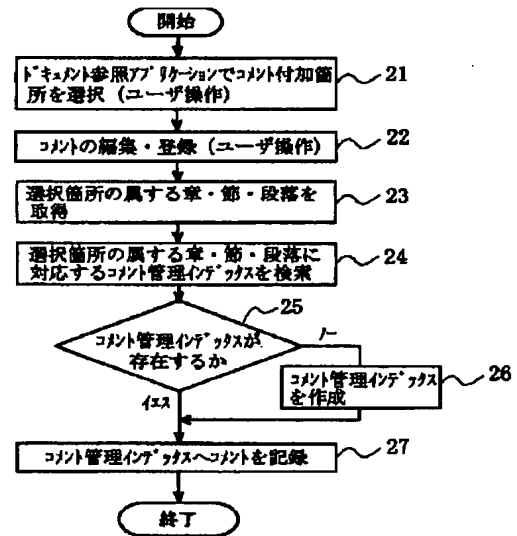 開始
ﾄﾞｷｭﾒﾝﾄ参照ｱﾌﾟﾘｹｰｼｮﾝでｺﾒﾝﾄ付加箇
所を選択 (ユーザ操作)
21
ｺﾒﾝﾄの編集・登録 (ユーザ操作)
22
選択箇所の属する章・節・段落を
取得
23
選択箇所の属する章・節・段落に
対応するｺﾒﾝﾄ管理ｲﾝﾃﾞｯｸｽを検索
24
25
ｺﾒﾝﾄ管理ｲﾝﾃﾞｯｸｽが
存在するか
ﾉｰ
ｲｴｽ
ｺﾒﾝﾄ管理ｲﾝﾃﾞｯｸｽ
を作成
26
ｺﾒﾝﾄ管理ｲﾝﾃﾞｯｸｽへｺﾒﾝﾄを記録
27
終了